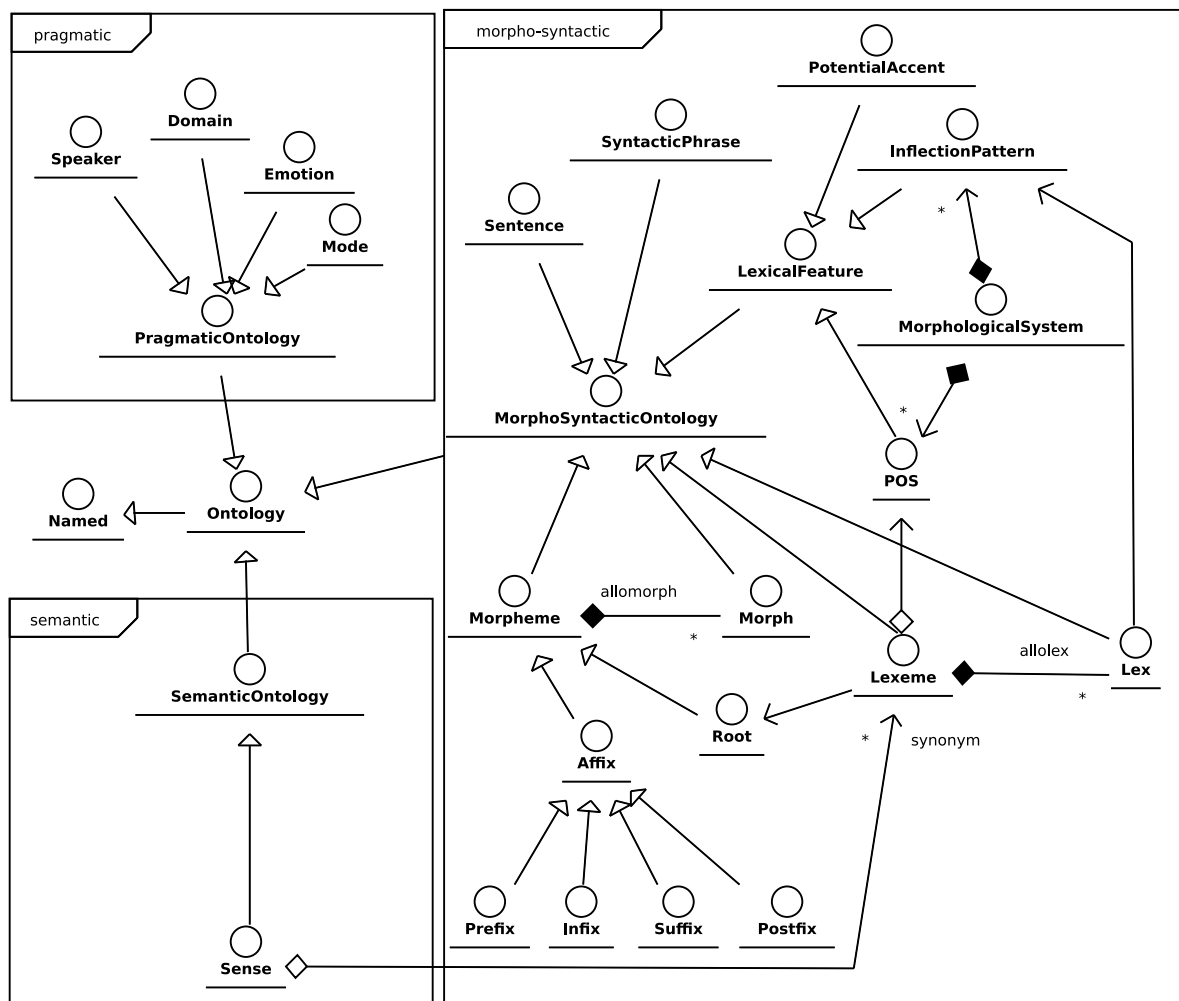 pragmatic
morpho-syntactic
PotentialAccent
Domain
Speaker
SyntacticPhrase
InflectionPattern
Emotion
*
Sentence
Mode
LexicalFeature
MorphologicalSystem
PragmaticOntology
*
MorphoSyntacticOntology
POS
Named
Ontology
allomorph
semantic
Morpheme
*
Morph
allolex
Lexeme
Lex
SemanticOntology
*
Root
*
synonym
Affix
Prefix
Infix
Suffix
Postfix
Sense